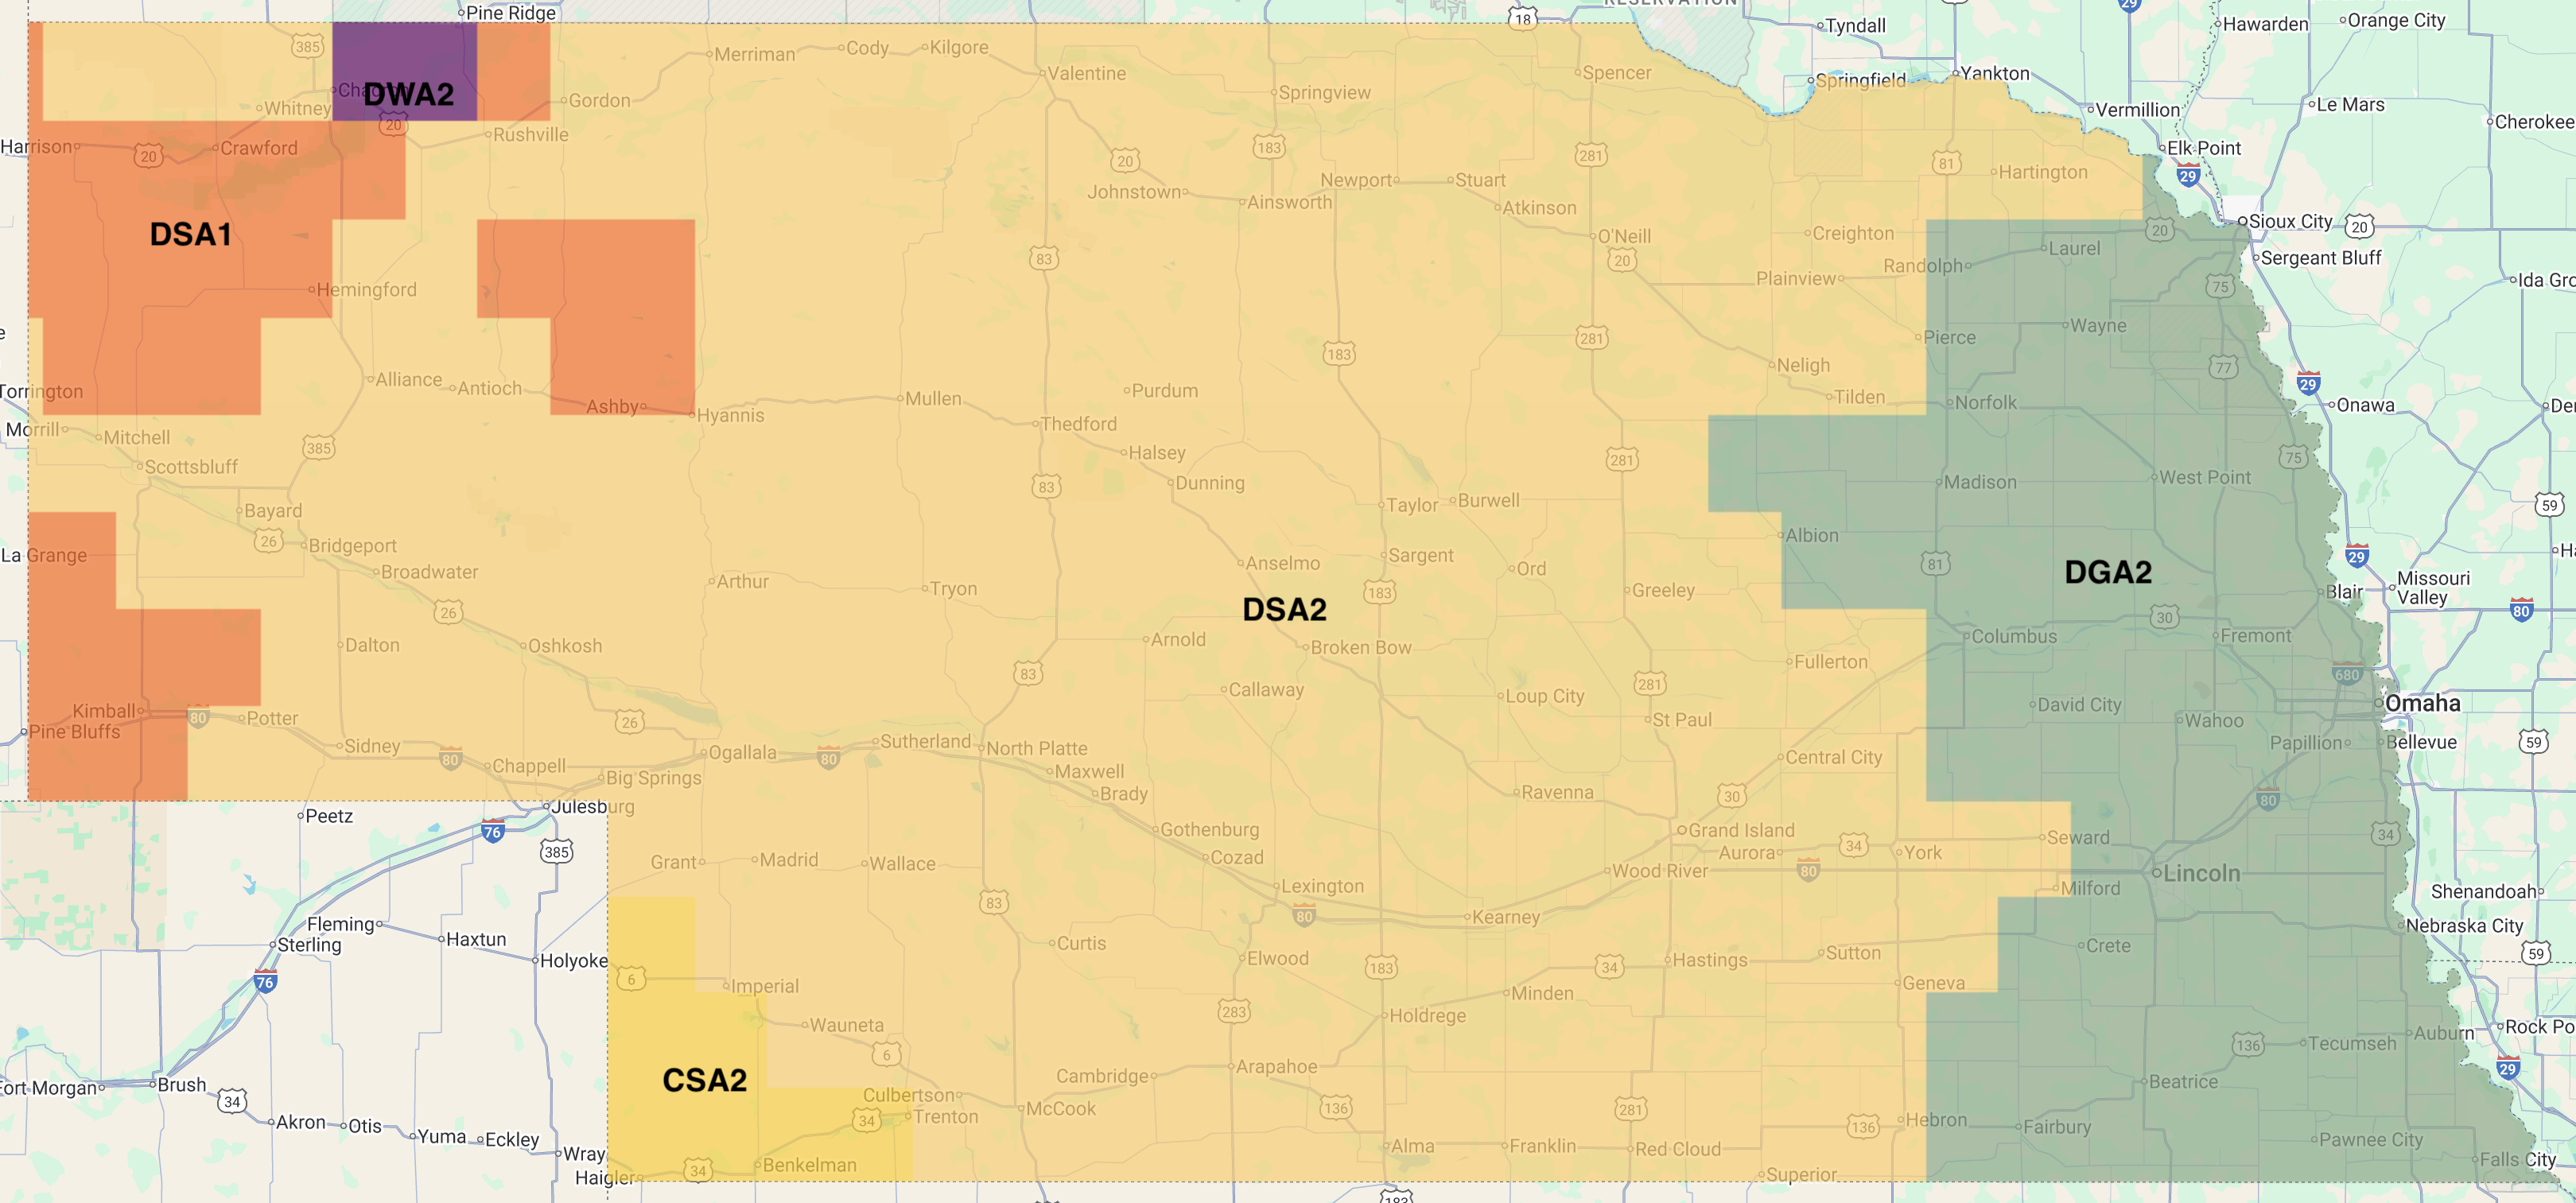 Pine Ridge
RESERVATION
18
29
Tyndall
Hawarden
Orange City
385
Merriman
Cody
Kilgore
Valentine
Spencer
Springview
Springfield
Yankton
Le Mars
Whitney
DWA2
Gordon
Vermillion
Cherokee
20
Rushville
Harrison
20
Crawford
20
183
281
81
Elk Point
29
Johnstown
Newport
Stuart
Hartington
Ainsworth
Atkinson
DSA1
O'Neill
Creighton
20
Sioux City
20
83
20
Laurel
Sergeant Bluff
Randolph
Plainview
Hemingford
75
Ida Gro
Wayne
183
281
Pierce
Neligh
77
29
Alliance
Antioch
Torrington
Purdum
Tilden
Mullen
Norfolk
Onawa
Ashby
Hyannis
Thedford
Morrill
Mitchell
385
Halsey
281
75
Scottsbluff
83
Dunning
Madison
West Point
Taylor
Burwell
59
Bayard
26
Albion
Bridgeport
La Grange
Anselmo
Sargent
81
DGA2
29
Broadwater
Arthur
Tryon
Ord
Missouri
Valley
183
Greeley
Blair
26
DSA2
30
80
Dalton
Oshkosh
Arnold
Broken Bow
Columbus
Fremont
Fullerton
83
680
Callaway
281
Loup City
David City
Omaha
Kimball
80
Potter
26
St Paul
Wahoo
Pine Bluffs
Sidney
80
Ogallala
80
Sutherland
North Platte
Papillion
Bellevue
59
Chappell
Big Springs
Maxwell
Central City
Brady
Ravenna
30
80
Julesburg
Peetz
76
Gothenburg
Grand Island
Seward
34
385
Grant
Madrid
Wallace
Cozad
Aurora
34
York
Wood River
80
Lincoln
Lexington
Milford
Shenandoah
83
80
Kearney
Fleming
Sterling
Haxtun
Curtis
Nebraska City
Crete
Holyoke
Elwood
183
34
Hastings
Sutton
59
76
6
Imperial
Geneva
Minden
283
Holdrege
Wauneta
Rock Po
Auburn
136
Tecumseh
6
CSA2
Arapahoe
29
Cambridge
Brush
Beatrice
ort Morgan
34
Culbertson
Trenton
34
McCook
136
281
Akron
Otis
Hebron
136
Fairbury
Yuma
Eckley
Alma
Franklin
Red Cloud
Pawnee City
Wray
Benkelman
Falls City
Haigler
34
Superior
183